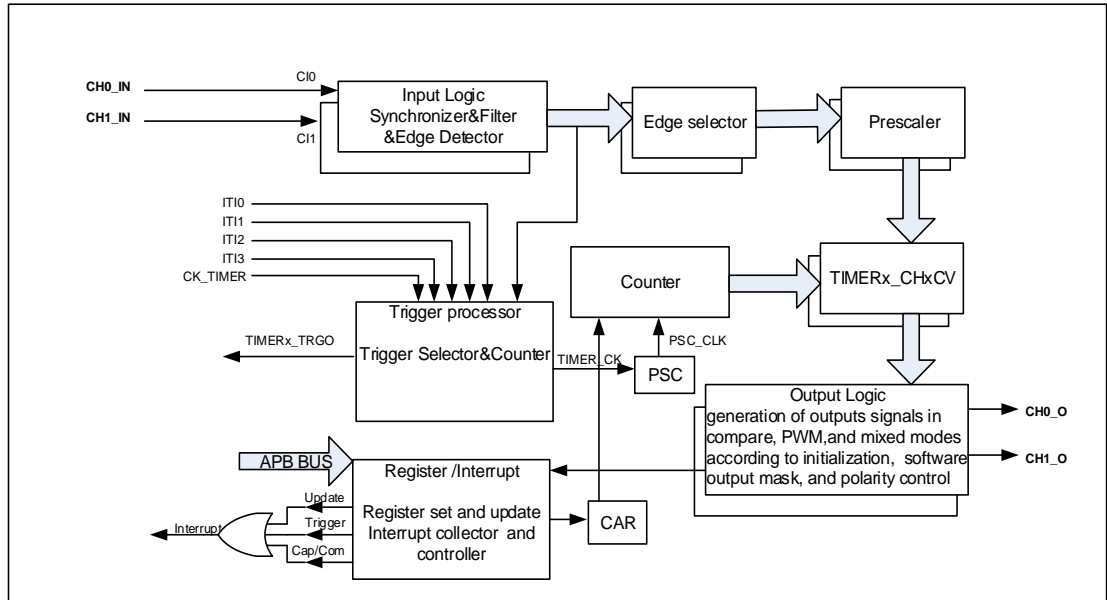 CH0_IN
CI0
CH1_IN
CI1
Input Logic
Synchronizer&Filter
&Edge Detector
Edge selector
Prescaler
ITI0
ITI1
ITI2
ITI3
CK_TIMER
Counter
TIMERx_CHxCV
Trigger processor
Trigger Selector&Counter
TIMERx_TRGO
TIMER_CK
PSC_CLK
PSC
Output Logic
generation of outputs signals in
compare, PWM,and mixed modes
according to initialization, software
output mask, and polarity control
CH0_O
CH1_O
APB BUS
Register /Interrupt
Register set and update
Interrupt collector and
controller
CAR
Update
Trigger
Cap/Com
Interrupt